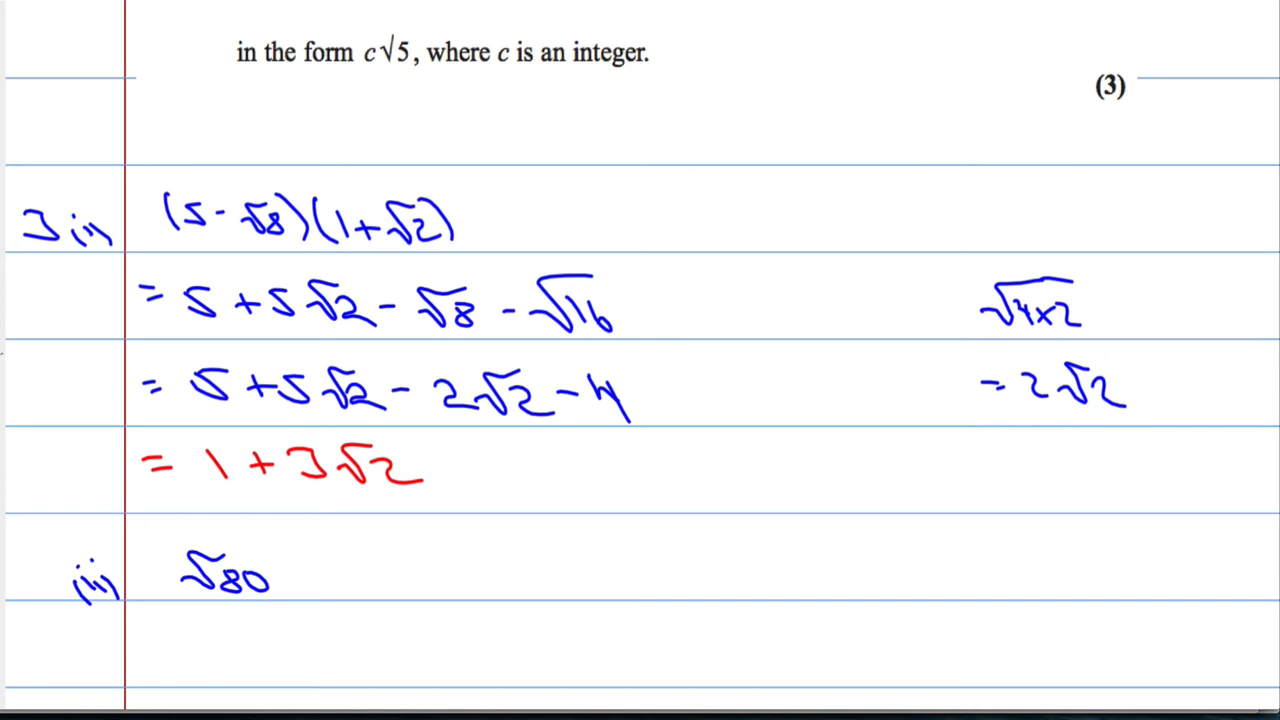 in the form c√5, where c is an integer.
(3)
3 (i) (5 - √8)(1 + √2)
= 5 + 5√2 - √8 - √16
√4×2
= 5 + 5√2 - 2√2 - 4
= 2√2
= 1 + 3√2
(ii) √80